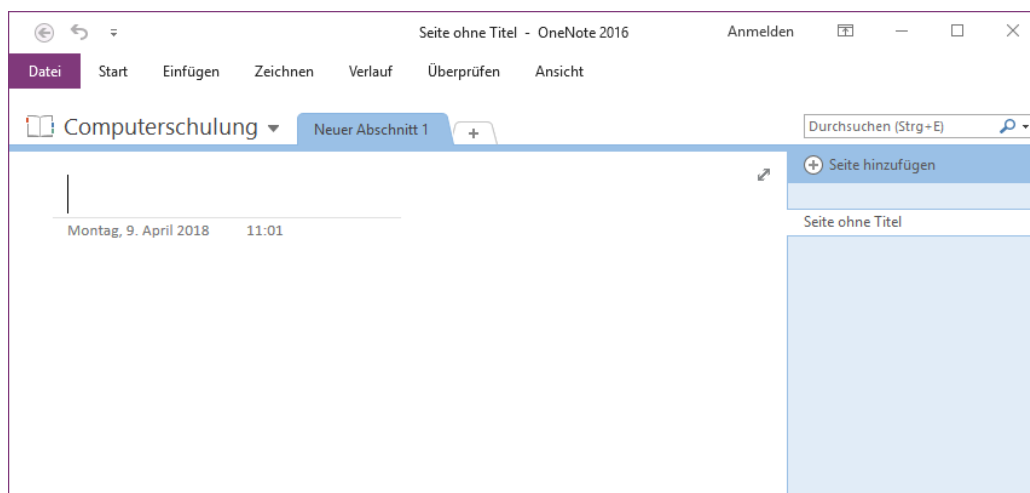 Seite ohne Titel - OneNote 2016
Anmelden
Datei Start Einfügen Zeichnen Verlauf Überprüfen Ansicht
Computerschulung
Neuer Abschnitt 1
+
Durchsuchen (Strg+E)
Seite hinzufügen
Montag, 9. April 2018 11:01
Seite ohne Titel